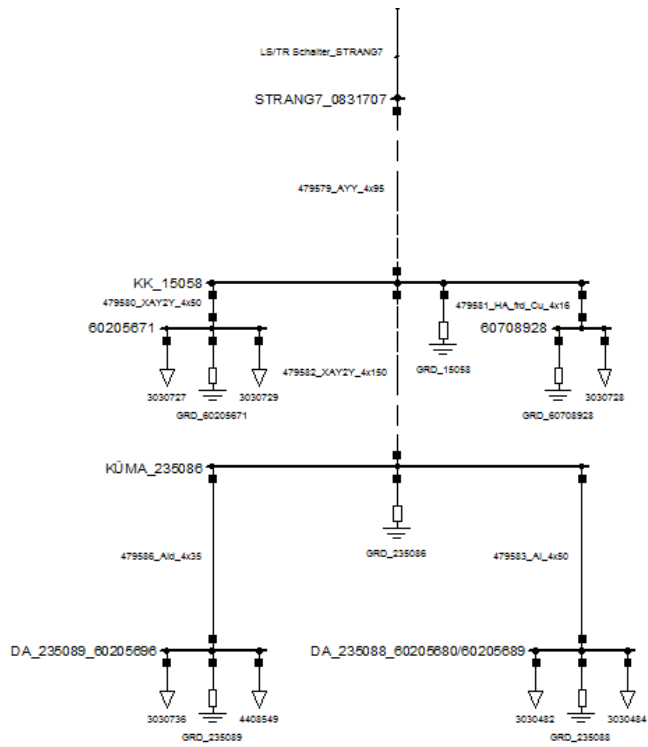 LS/TR Schalter_STRANG7
STRANG7_0831707
479579_AYY_4x95
KK_15058
479580_XAY2Y_4x50
479581_HA_frd_Cu_4x16
60205671
60708928
479582_XAY2Y_4x150
GRD_15058
3030727
3030729
3030728
GRD_60205671
GRD_60708928
KÜMA_235086
GRD_235086
479586_Ald_4x35
479583_Al_4x50
DA_235089_60205696
DA_235088_60205680/60205689
3030736
4408549
3030482
3030484
GRD_235089
GRD_235088